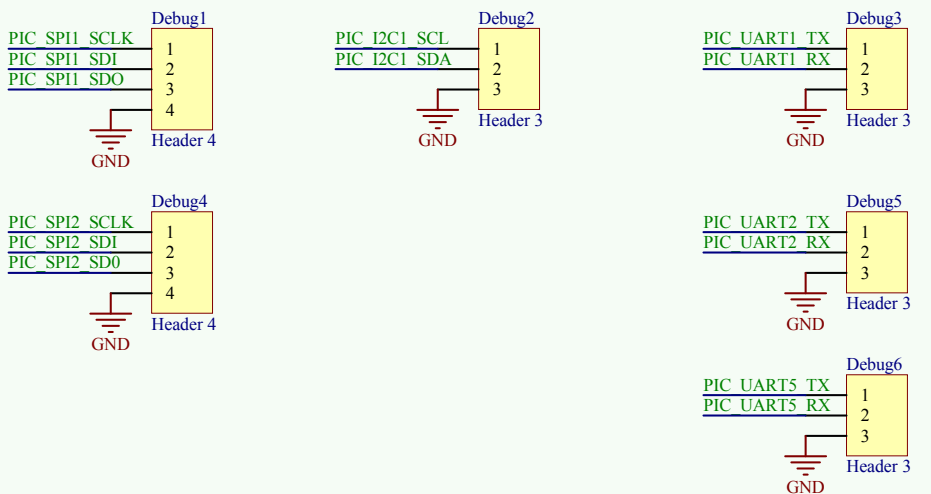 Debug1
PIC_SPI1_SCLK 1
PIC_SPI1_SDI 2
PIC_SPI1_SDO 3
4
GND
Header 4
Debug2
PIC_I2C1_SCL 1
PIC_I2C1_SDA 2
3
GND
Header 3
Debug3
PIC_UART1_TX 1
PIC_UART1_RX 2
3
GND
Header 3
Debug4
PIC_SPI2_SCLK 1
PIC_SPI2_SDI 2
PIC_SPI2_SD0 3
4
GND
Header 4
Debug5
PIC_UART2_TX 1
PIC_UART2_RX 2
3
GND
Header 3
Debug6
PIC_UART5_TX 1
PIC_UART5_RX 2
3
GND
Header 3